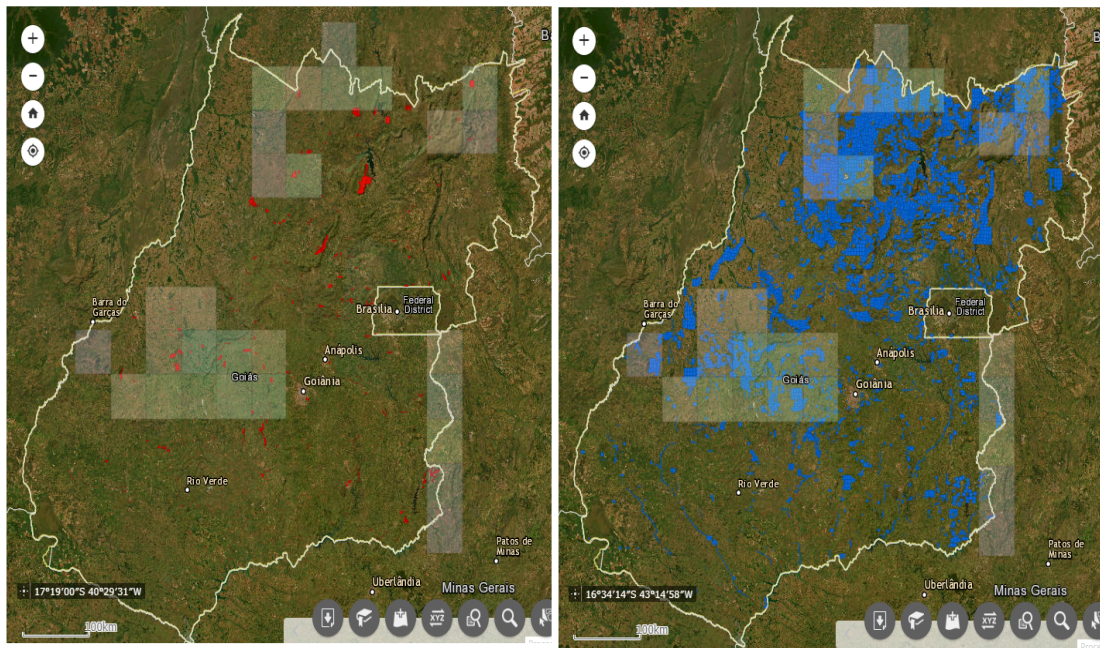 Ba
Barra do
Garças
Brasília
Federal
District
Anápolis
Goiás
Goiânia
Rio Verde
Patos de
Minas
Uberlândia
Minas Gerais
17°19'00"S 40°29'31"W
100km
XYZ
B
Barra do
Garças
Brasília
Federal
District
Anápolis
Goiás
Goiânia
Rio Verde
Patos de
Minas
Uberlândia
Minas Gerais
16°34'14"S 43°14'58"W
100km
XYZ